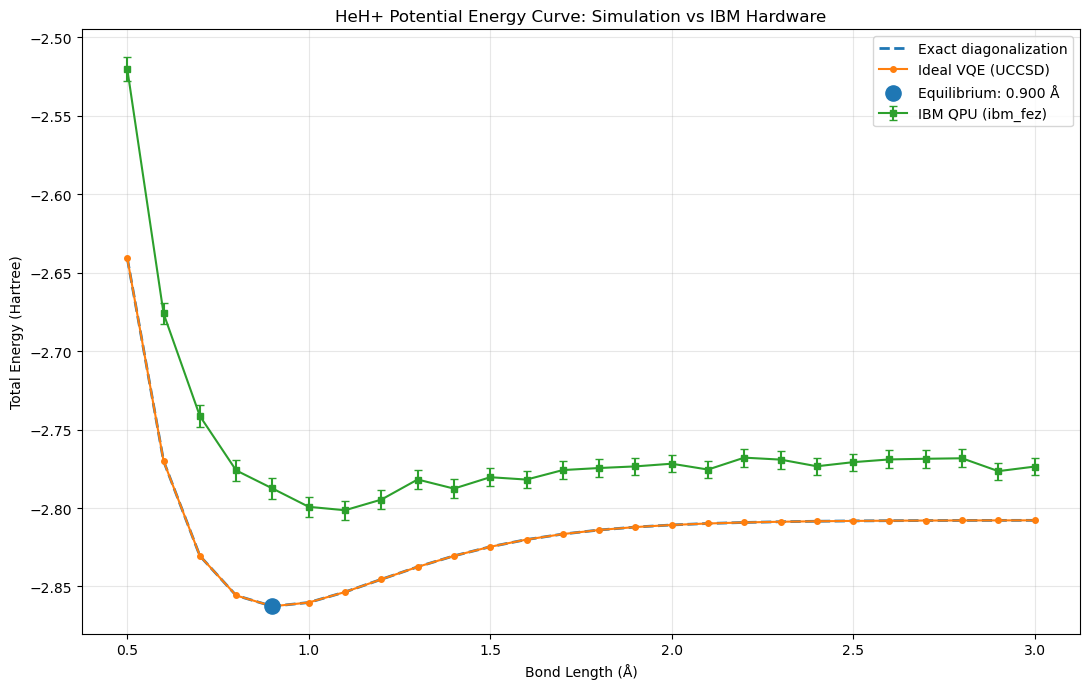 HeH+ Potential Energy Curve: Simulation vs IBM Hardware
Exact diagonalization
Ideal VQE (UCCSD)
Equilibrium: 0.900 Å
IBM QPU (ibm_fez)
Total Energy (Hartree)
−2.50
−2.55
−2.60
−2.65
−2.70
−2.75
−2.80
−2.85
0.5
1.0
1.5
2.0
2.5
3.0
Bond Length (Å)